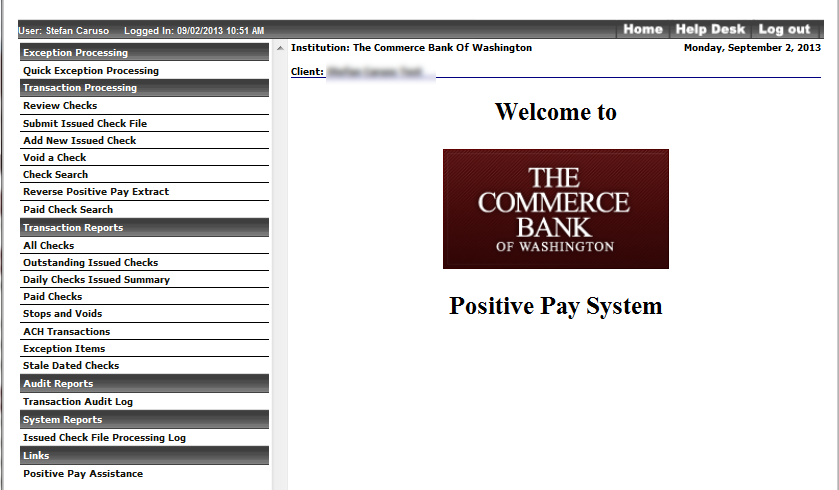 User: Stefan Caruso Logged In: 09/02/2013 10:51 AM Home Help Desk Log out
Exception Processing
Quick Exception Processing
Transaction Processing
Review Checks
Submit Issued Check File
Add New Issued Check
Void a Check
Check Search
Reverse Positive Pay Extract
Paid Check Search
Transaction Reports
All Checks
Outstanding Issued Checks
Daily Checks Issued Summary
Paid Checks
Stops and Voids
ACH Transactions
Exception Items
Stale Dated Checks
Audit Reports
Transaction Audit Log
System Reports
Issued Check File Processing Log
Links
Positive Pay Assistance
Institution: The Commerce Bank Of Washington Monday, September 2, 2013
Client:
Welcome to
THE
COMMERCE
BANK
OF WASHINGTON
Positive Pay System